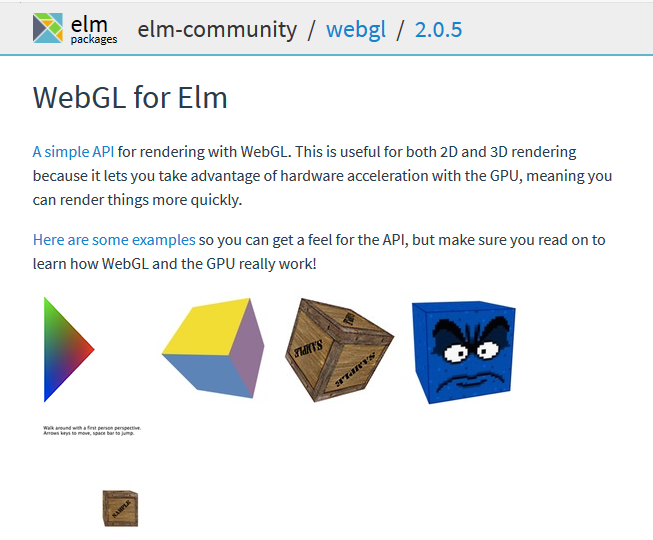 elm
packages
elm-community / webgl / 2.0.5
WebGL for Elm
A simple API for rendering with WebGL. This is useful for both 2D and 3D rendering
because it lets you take advantage of hardware acceleration with the GPU, meaning you
can render things more quickly.
Here are some examples so you can get a feel for the API, but make sure you read on to
learn how WebGL and the GPU really work!
SAMPLE
SAMPLE
Walk around with a first person perspective.
Arrows keys to move, space bar to jump.
SAMPLE